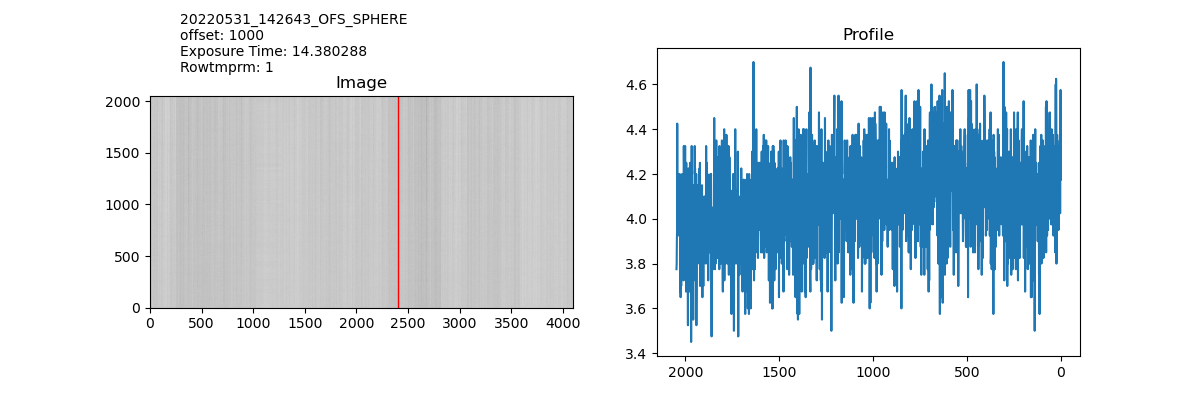 20220531_142643_OFS_SPHERE
offset: 1000
Exposure Time: 14.380288
Rowtmprm: 1
Image
2000
1500
1000
500
0
0 500 1000 1500 2000 2500 3000 3500 4000
Profile
4.6
4.4
4.2
4.0
3.8
3.6
3.4
2000 1500 1000 500 0